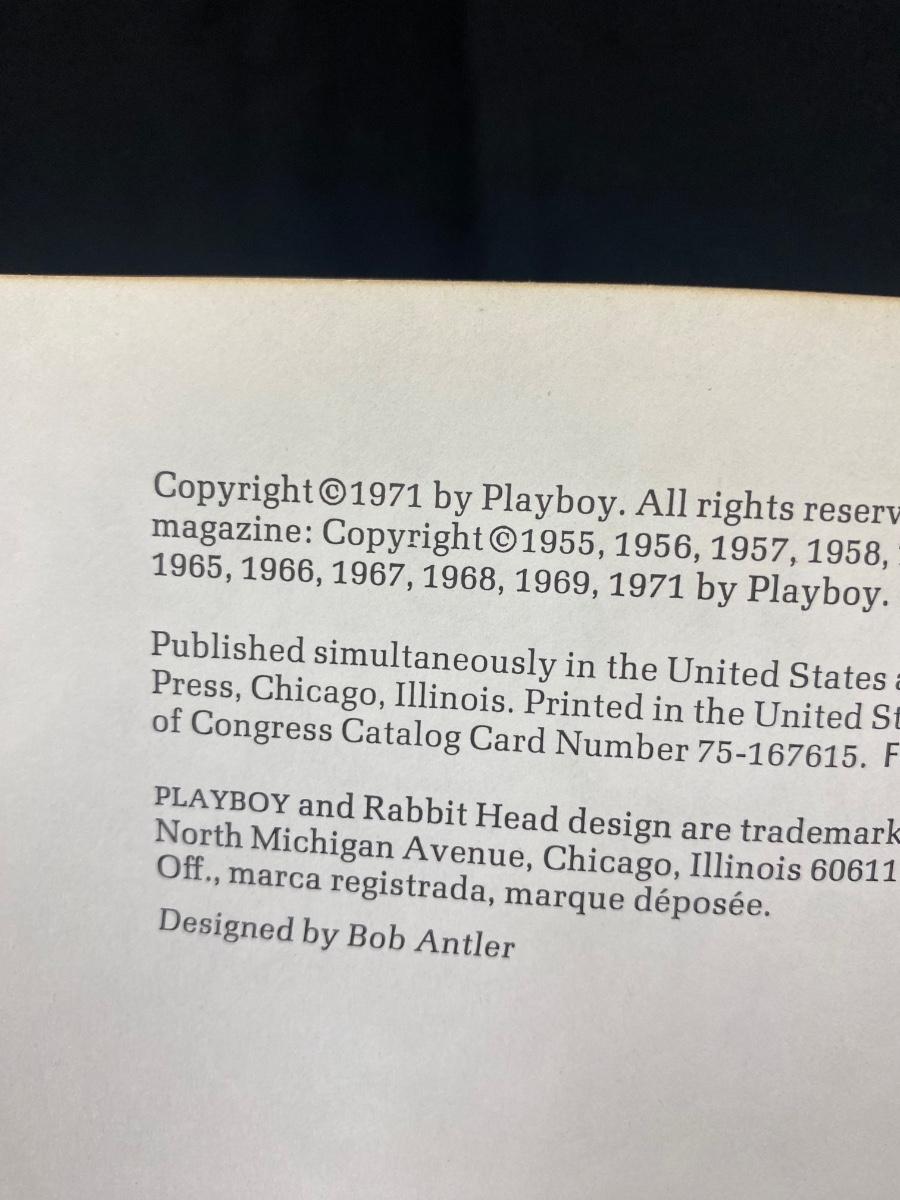 Copyright©1971 by Playboy. All rights reserv
magazine: Copyright©1955, 1956, 1957, 1958,
1965, 1966, 1967, 1968, 1969, 1971 by Playboy.
Published simultaneously in the United States
Press, Chicago, Illinois. Printed in the United St
of Congress Catalog Card Number 75-167615. F
PLAYBOY and Rabbit Head design are trademark
North Michigan Avenue, Chicago, Illinois 60611
Off., marca registrada, marque déposée.
Designed by Bob Antler